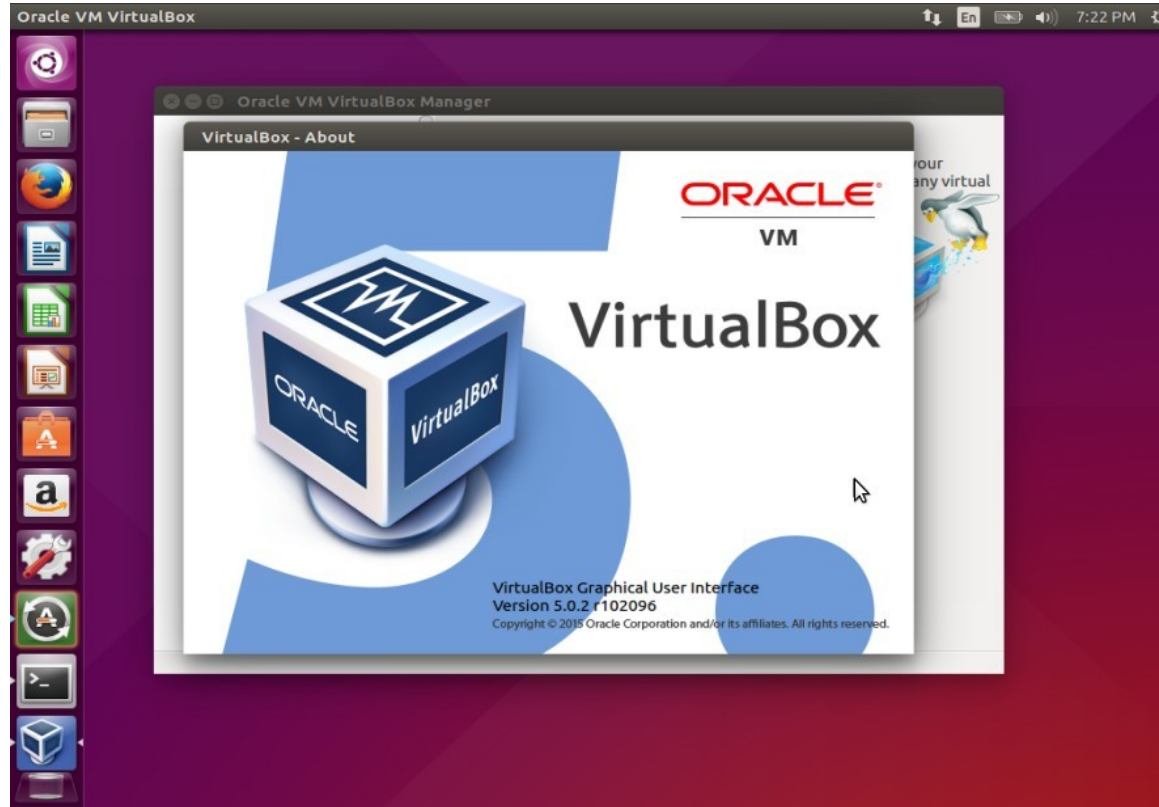 Oracle VM VirtualBox
En
7:22 PM
Oracle VM VirtualBox Manager
VirtualBox - About
your
any virtual
ORACLE
VM
VirtualBox
VM
ORACLE
VirtualBox
VirtualBox Graphical User Interface
Version 5.0.2 r102096
Copyright © 2015 Oracle Corporation and/or its affiliates. All rights reserved.
A
a
A
>_